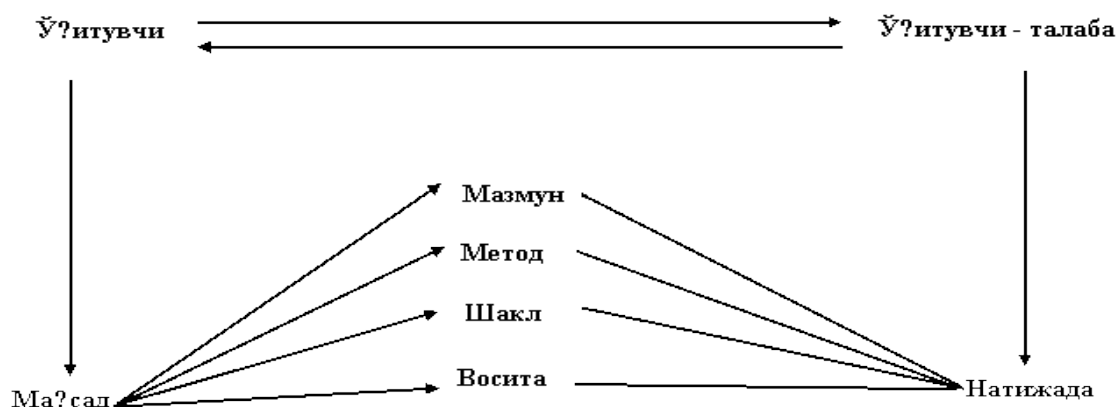 Ў?итувчи
Ў?итувчи - талаба
Мазмун
Метод
Шакл
Восита
Ма?сад
Натижада